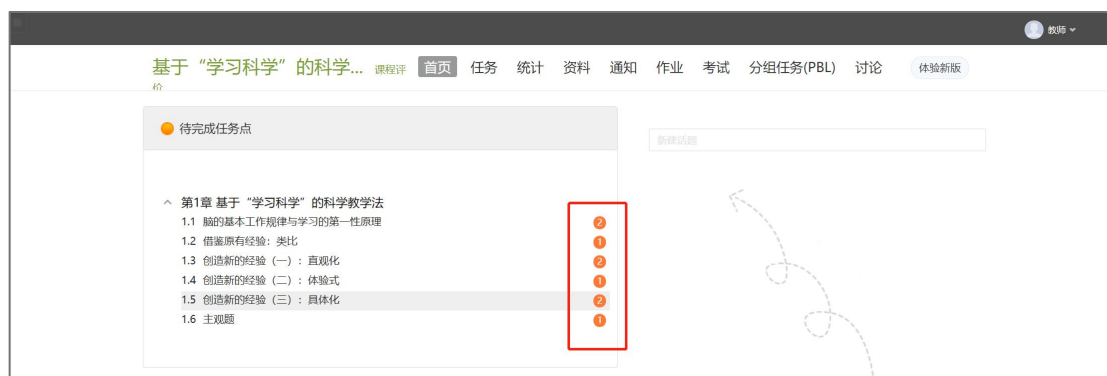 教师
基于“学习科学”的科学... 课程评价 首页 任务 统计 资料 通知 作业 考试 分组任务(PBL) 讨论 体验新版
待完成任务点
新建话题
第1章 基于“学习科学”的科学教学法
1.1 脑的基本工作规律与学习的第一性原理 2
1.2 借鉴原有经验：类比 1
1.3 创造新的经验（一）：直观化 2
1.4 创造新的经验（二）：体验式 1
1.5 创造新的经验（三）：具体化 2
1.6 主观题 1